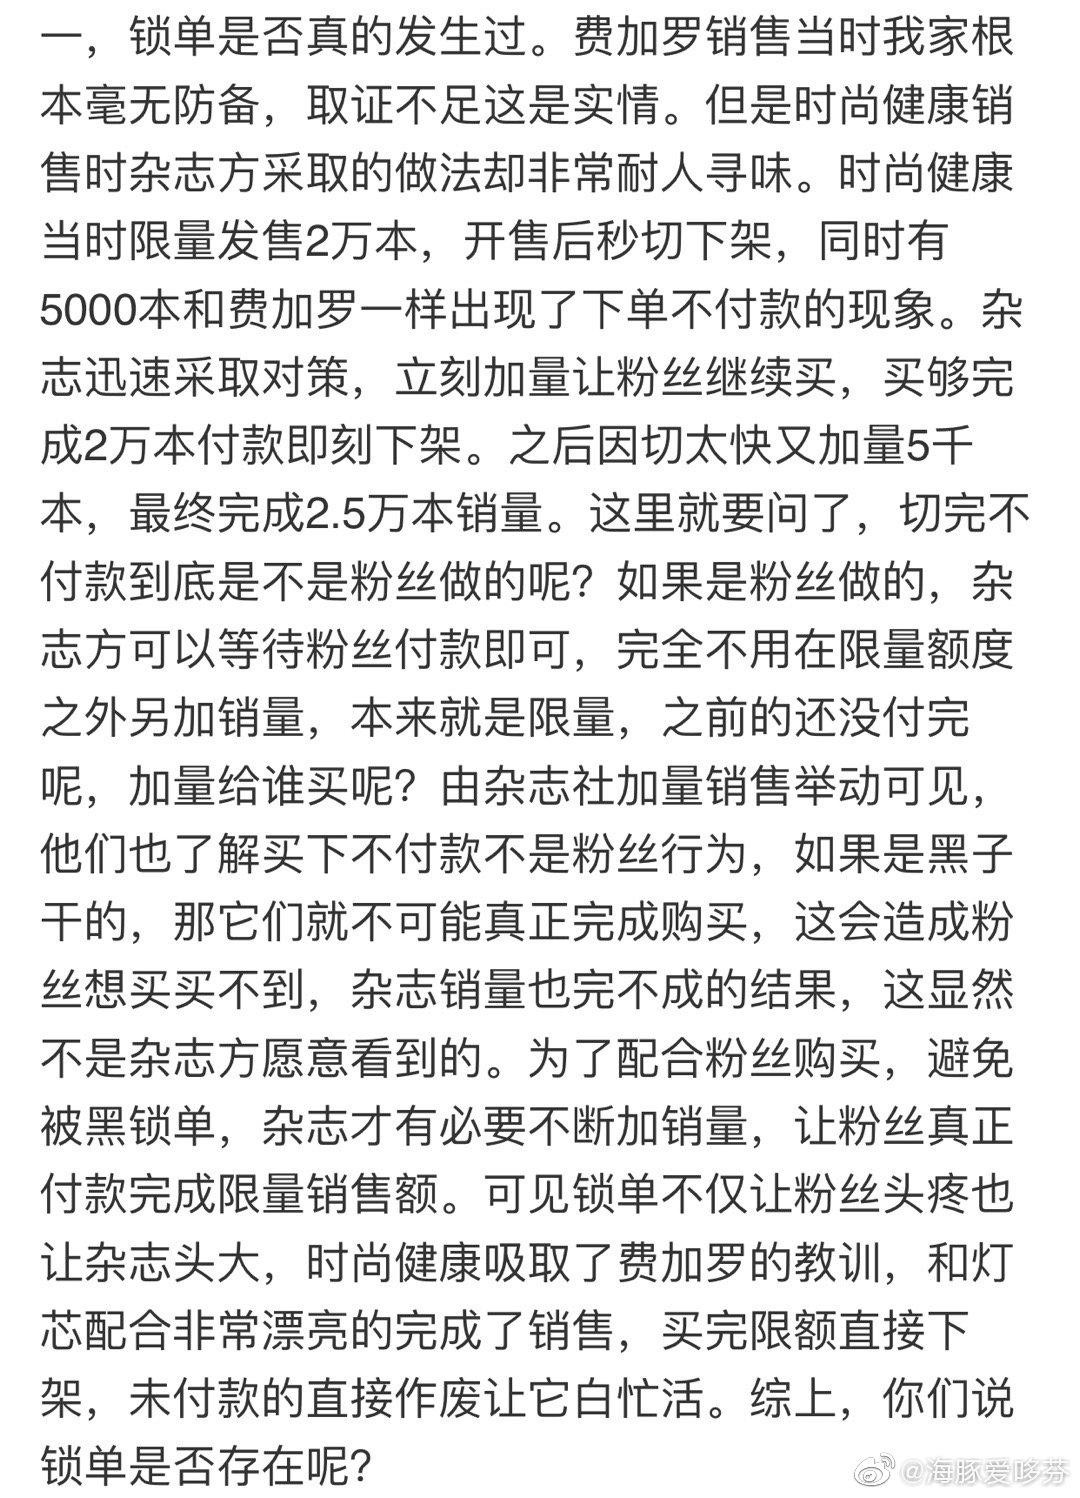 一，锁单是否真的发生过。费加罗销售当时我家根
本毫无防备，取证不足这是实情。但是时尚健康销
售时杂志方采取的做法却非常耐人寻味。时尚健康
当时限量发售2万本，开售后秒切下架，同时有
5000本和费加罗一样出现了下单不付款的现象。杂
志迅速采取对策，立刻加量让粉丝继续买，买够完
成2万本付款即刻下架。之后因切太快又加量5千
本，最终完成2.5万本销量。这里就要问了，切完不
付款到底是不是粉丝做的呢？如果是粉丝做的，杂
志方可以等待粉丝付款即可，完全不用在限量额度
之外另加销量，本来就是限量，之前的还没付完
呢，加量给谁买呢？由杂志社加量销售举动可见，
他们也了解买下不付款不是粉丝行为，如果是黑子
干的，那它们就不可能真正完成购买，这会造成粉
丝想买买不到，杂志销量也完不成的结果，这显然
不是杂志方愿意看到的。为了配合粉丝购买，避免
被黑锁单，杂志才有必要不断加销量，让粉丝真正
付款完成限量销售额。可见锁单不仅让粉丝头疼也
让杂志头大，时尚健康吸取了费加罗的教训，和灯
芯配合非常漂亮的完成了销售，买完限额直接下
架，未付款的直接作废让它白忙活。综上，你们说
锁单是否存在呢？
@海豚爱哆芬